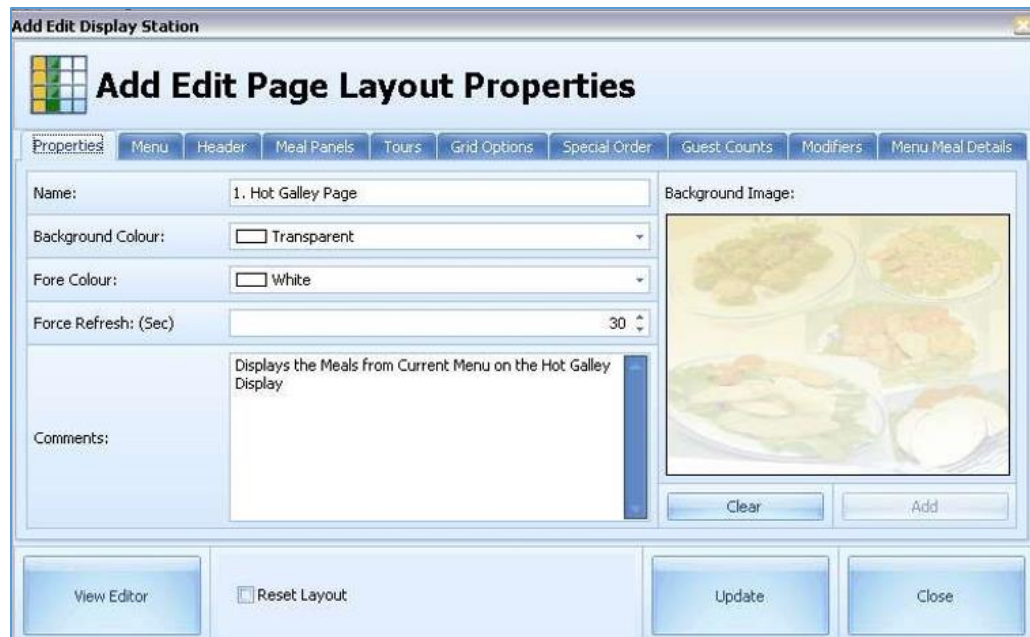 Add Edit Display Station
Add Edit Page Layout Properties
Properties Menu Header Meal Panels Tours Grid Options Special Order Guest Counts Modifiers Menu Meal Details
Name: 1. Hot Galley Page
Background Image:
Background Colour: Transparent
Fore Colour: White
Force Refresh: (Sec) 30
Comments: Displays the Meals from Current Menu on the Hot Galley
Display
Clear Add
View Editor Reset Layout Update Close